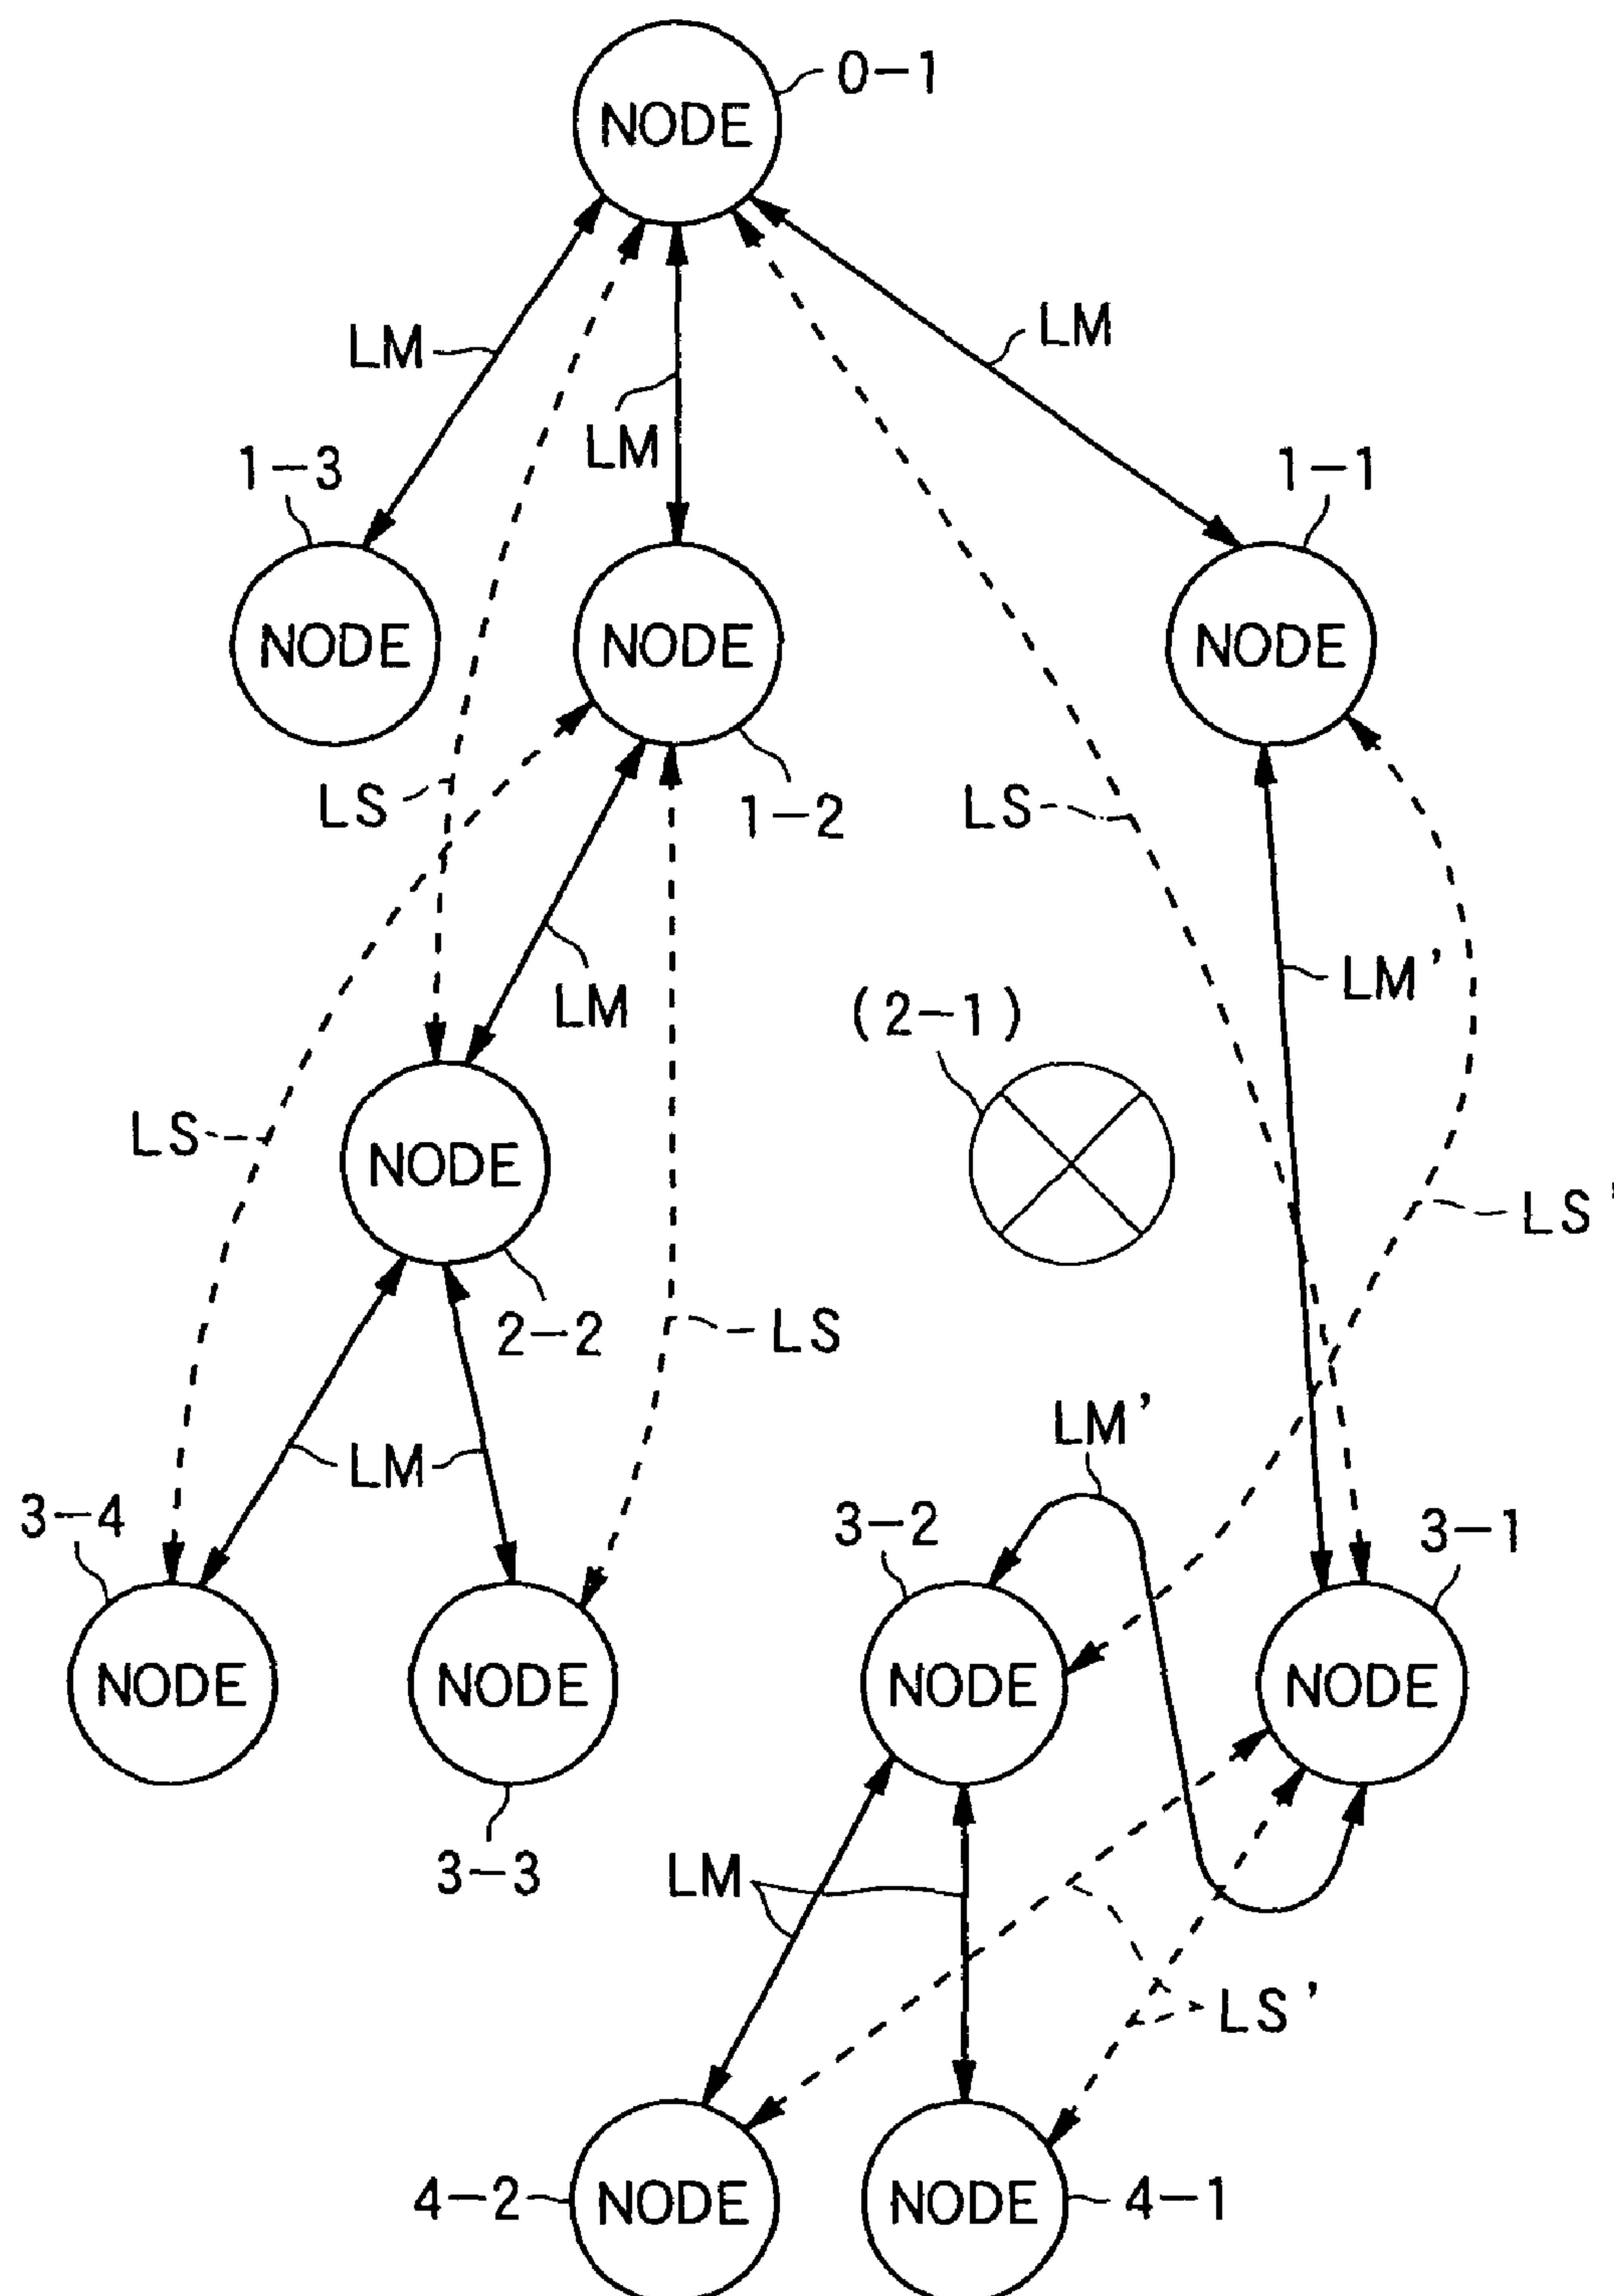 0-1
NODE
LM
LM
LM
1-3
1-1
NODE
NODE
NODE
LS
1-2
LS
LM'
LM
(2-1)
LS
NODE
LS'
2-2
LS
LM'
LM
3-4
3-2
3-1
NODE
NODE
NODE
NODE
3-3
LM
LS'
4-2
NODE
NODE
4-1